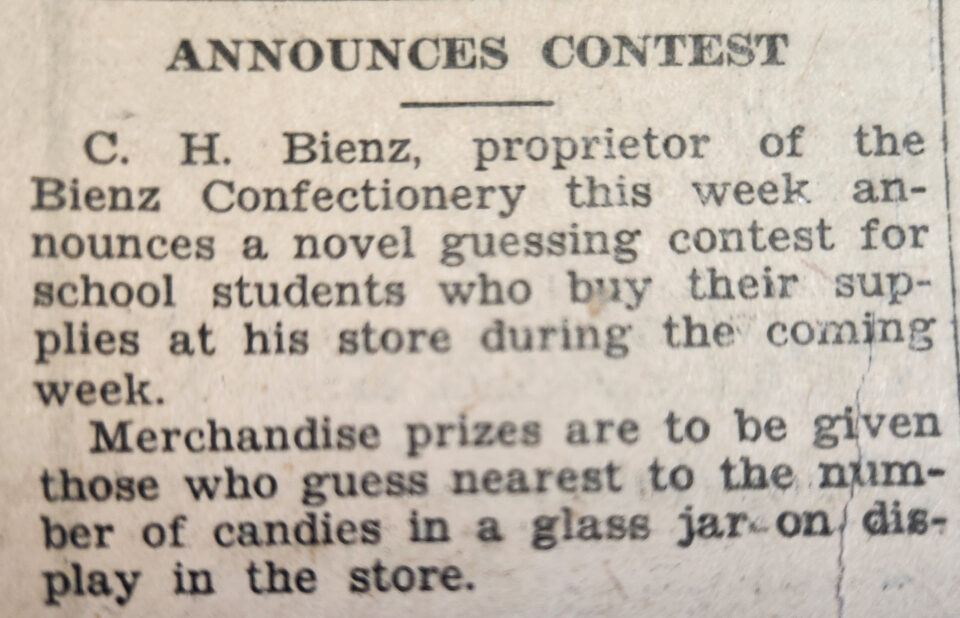 ANNOUNCES CONTEST
C. H. Bienz, proprietor of the
Bienz Confectionery this week an-
nounces a novel guessing contest for
school students who buy their sup-
plies at his store during the coming
week.
Merchandise prizes are to be given
those who guess nearest to the num-
ber of candies in a glass jar on dis-
play in the store.